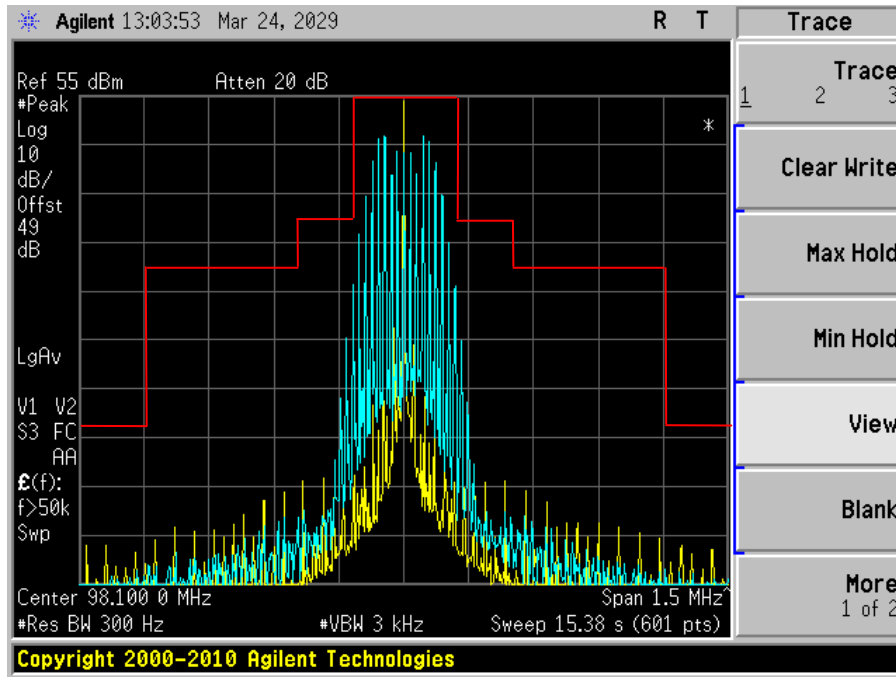 Agilent 13:03:53 Mar 24, 2029 R T Trace
Ref 55 dBm Atten 20 dB
#Peak
Log
10
dB/
Offst
49
dB
LgAv
V1 V2
S3 FC
AA
£(f):
f>50k
Swp
*
Center 98.100 0 MHz Span 1.5 MHz^
#Res BW 300 Hz #VBW 3 kHz Sweep 15.38 s (601 pts)
Copyright 2000-2010 Agilent Technologies
Trace
1 2 3
Clear Write
Max Hold
Min Hold
View
Blank
More
1 of 2